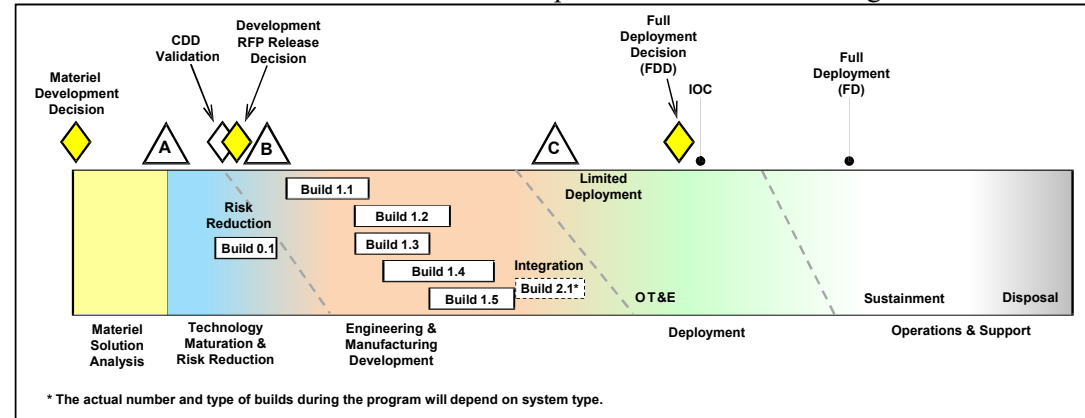 Materiel
Development
Decision
CDD
Validation
Development
RFP Release
Decision
Full
Deployment
Decision
(FDD)
IOC
Full
Deployment
(FD)
A
B
C
Build 1.1
Limited
Deployment
Risk
Reduction
Build 1.2
Build 0.1
Build 1.3
Build 1.4
Integration
Build 2.1*
Build 1.5
OT&E
Sustainment
Disposal
Materiel
Solution
Analysis
Technology
Maturation &
Risk Reduction
Engineering &
Manufacturing
Development
Deployment
Operations & Support
* The actual number and type of builds during the program will depend on system type.